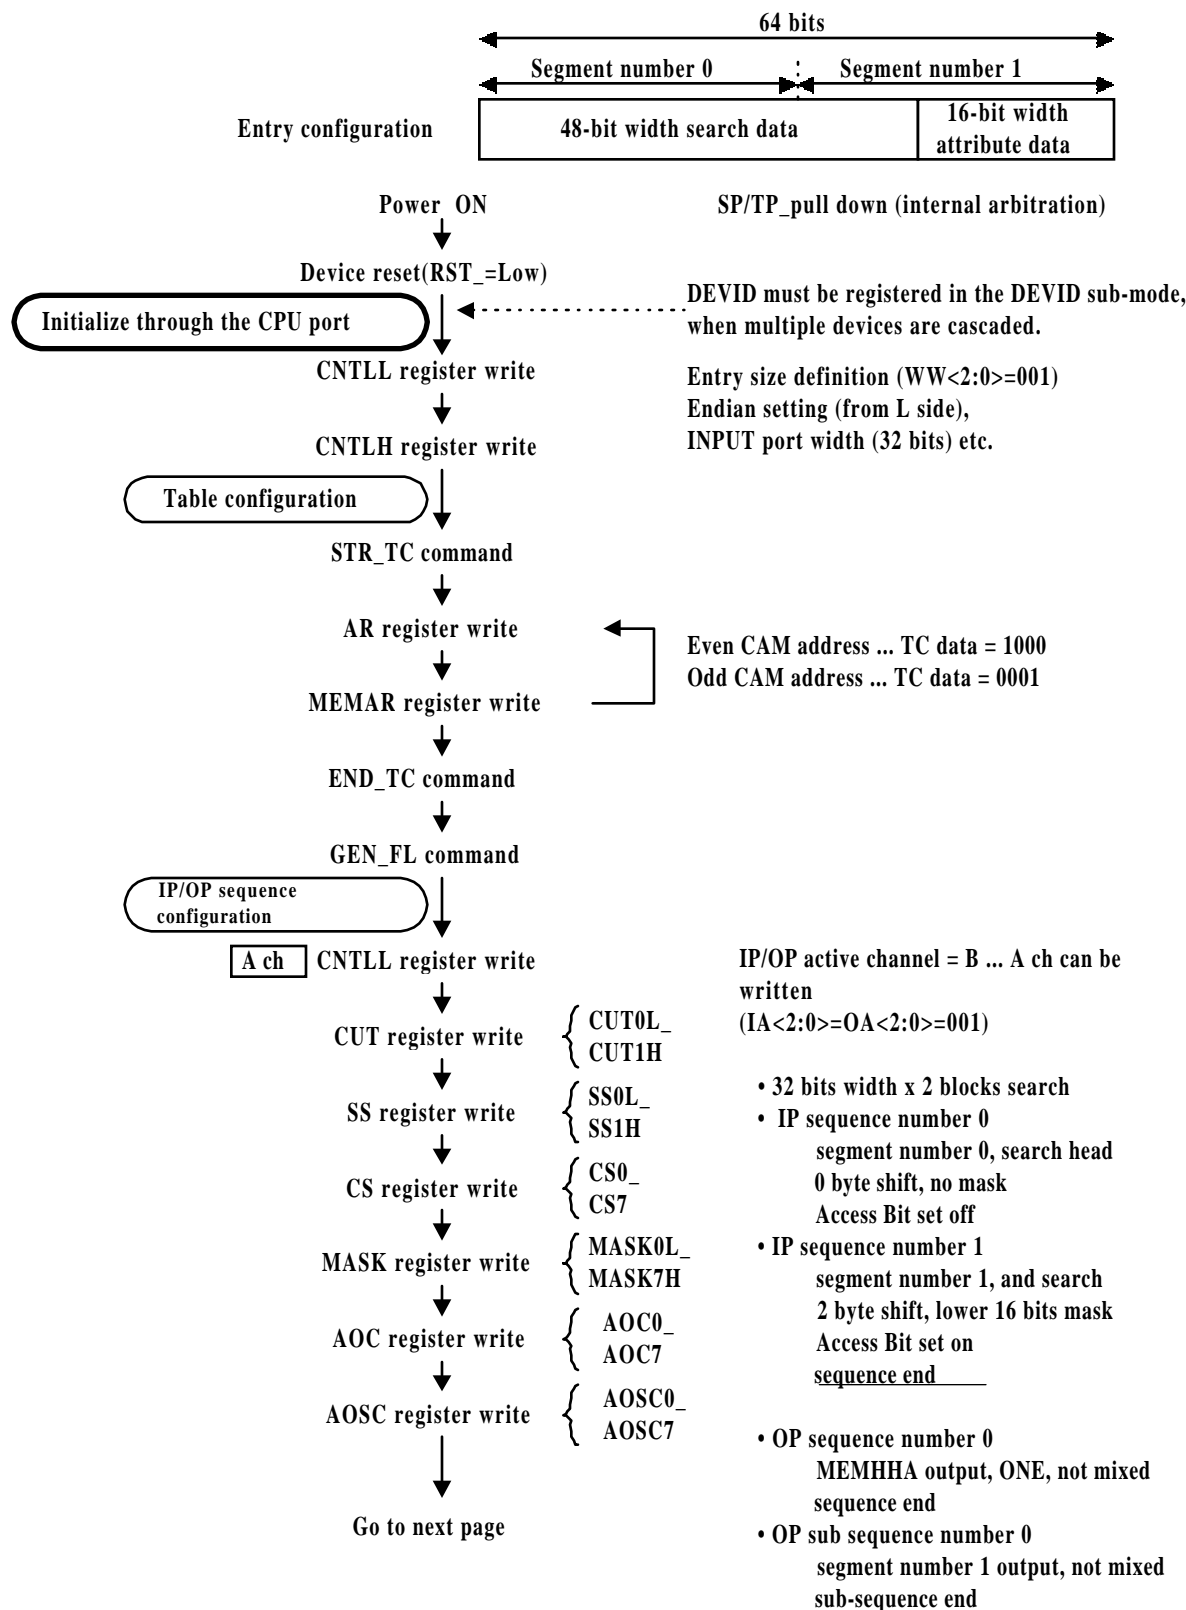 64 bits
Segment number 0
Segment number 1
Entry configuration
48-bit width search data
16-bit width
attribute data
Power ON
SP/TP_pull down (internal arbitration)
Device reset(RST_=Low)
Initialize through the CPU port
DEVID must be registered in the DEVID sub-mode,
when multiple devices are cascaded.
CNTLL register write
Entry size definition (WW<2:0>=001)
Endian setting (from L side),
INPUT port width (32 bits) etc.
CNTLH register write
Table configuration
STR_TC command
AR register write
Even CAM address ... TC data = 1000
Odd CAM address ... TC data = 0001
MEMAR register write
END_TC command
GEN_FL command
IP/OP sequence
configuration
A ch
CNTLL register write
IP/OP active channel = B ... A ch can be
written
(IA<2:0>=OA<2:0>=001)
CUT register write
CUT0L_
CUT1H
SS register write
SS0L_
SS1H
CS register write
CS0_
CS7
MASK register write
MASK0L_
MASK7H
AOC register write
AOC0_
AOC7
AOSC register write
AOSC0_
AOSC7
Go to next page
• 32 bits width x 2 blocks search
• IP sequence number 0
segment number 0, search head
0 byte shift, no mask
Access Bit set off
• IP sequence number 1
segment number 1, and search
2 byte shift, lower 16 bits mask
Access Bit set on
sequence end
• OP sequence number 0
MEMHHA output, ONE, not mixed
sequence end
• OP sub sequence number 0
segment number 1 output, not mixed
sub-sequence end